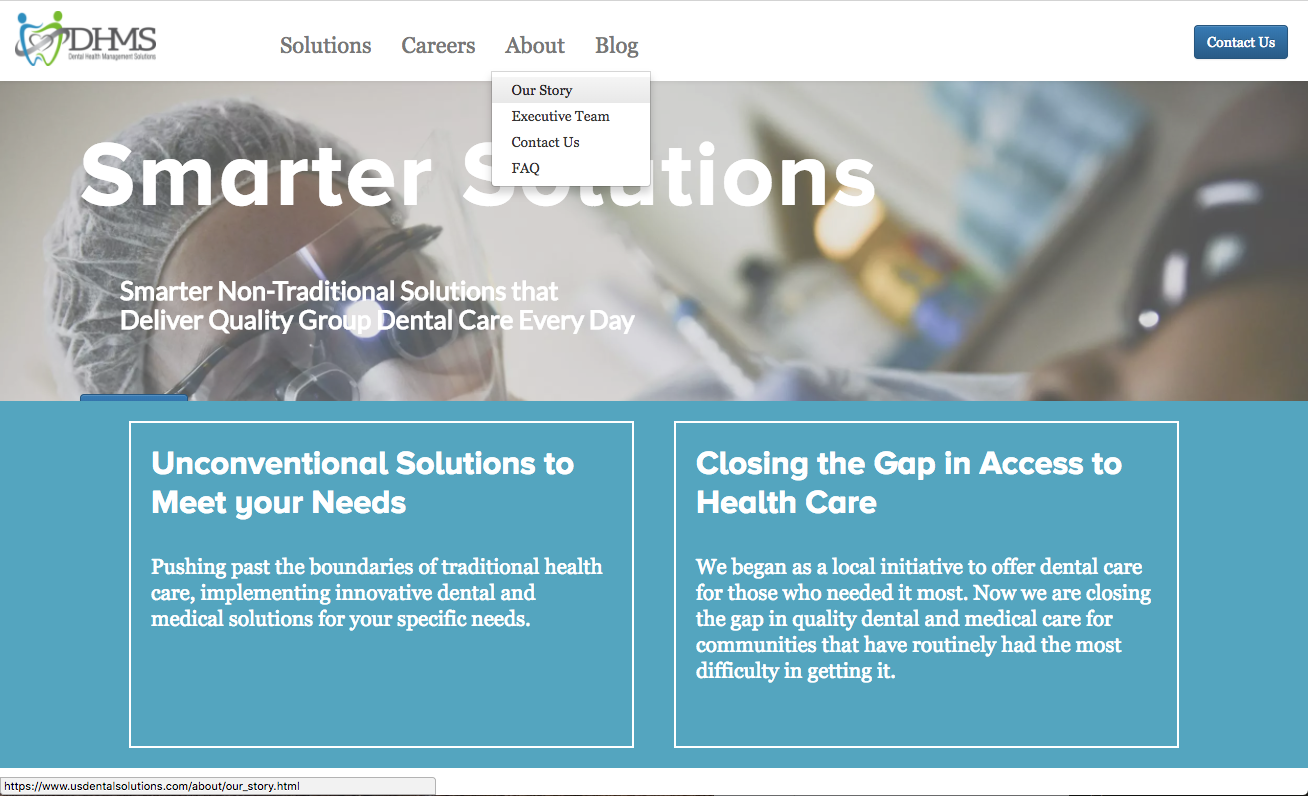 DHMS
Dental Health Management Solutions
Solutions
Careers
About
Blog
Contact Us
Our Story
Executive Team
Contact Us
FAQ
Smarter Solutions
Smarter Non-Traditional Solutions that
Deliver Quality Group Dental Care Every Day
Unconventional Solutions to
Meet your Needs
Pushing past the boundaries of traditional health
care, implementing innovative dental and
medical solutions for your specific needs.
Closing the Gap in Access to
Health Care
We began as a local initiative to offer dental care
for those who needed it most. Now we are closing
the gap in quality dental and medical care for
communities that have routinely had the most
difficulty in getting it.
https://www.usdentalsolutions.com/about/our_story.html